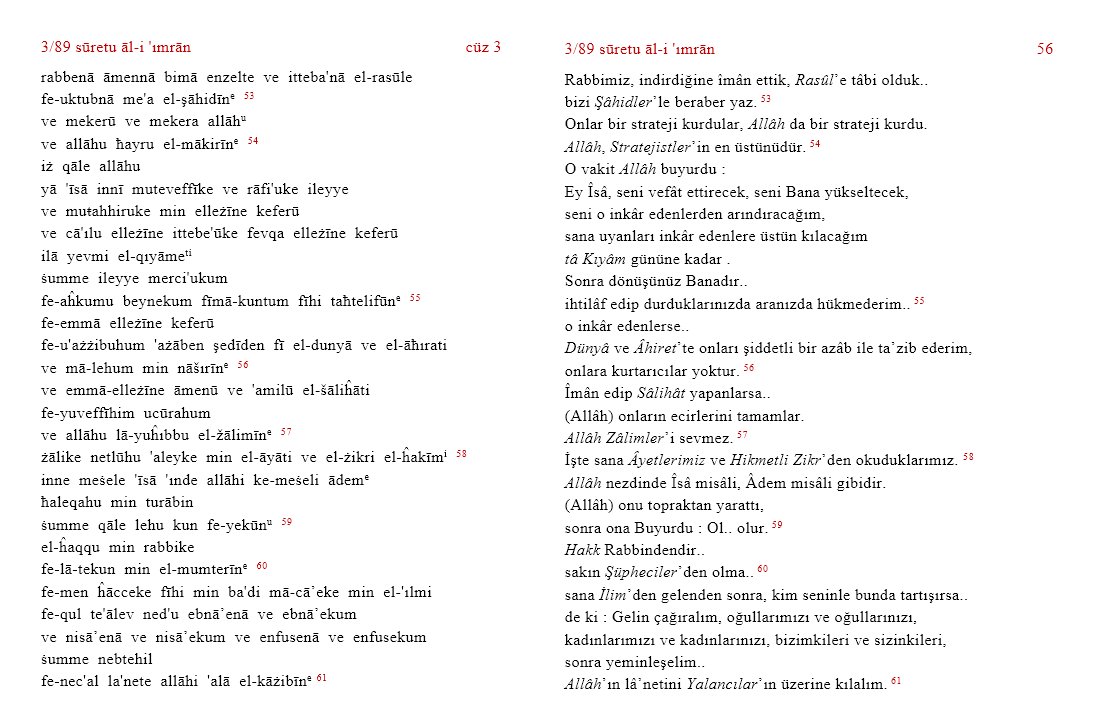 3/89 sūretu āl-i 'ımrān cüz 3
rabbenā āmennā bimā enzelte ve itteba'nā el-rasūle
fe-uktubnā me'a el-şāhidīnᵉ 53
ve mekerū ve mekera allāhᵘ
ve allāhu ħayru el-mākirīnᵉ 54
iż qāle allāhu
yā 'īsā innī muteveffīke ve rāfi'uke ileyye
ve muŧahhiruke min elleżīne keferū
ve cā'ılu elleżīne ittebe'ūke fevqa elleżīne keferū
ilā yevmi el-qıyāmeᵗⁱ
ṡumme ileyye merci'ukum
fe-aĥkumu beynekum fīmā-kuntum fīhi taħtelifūnᵉ 55
fe-emmā elleżīne keferū
fe-u'ażżibuhum 'ażāben şedīden fī el-dunyā ve el-āħırati
ve mā-lehum min nāšırīnᵉ 56
ve emmā-elleżīne āmenū ve 'amilū el-šāliĥāti
fe-yuveffīhim ucūrahum
ve allāhu lā-yuĥıbbu el-žālimīnᵉ 57
żālike netlūhu 'aleyke min el-āyāti ve el-żikri el-ĥakīmⁱ 58
inne meṡele 'īsā 'ınde allāhi ke-meṡeli ādemᵉ
ħaleqahu min turābin
ṡumme qāle lehu kun fe-yekūnᵘ 59
el-ĥaqqu min rabbike
fe-lā-tekun min el-mumterīnᵉ 60
fe-men ĥācceke fīhi min ba'di mā-cā’eke min el-'ılmi
fe-qul te'ālev ned'u ebnā’enā ve ebnā’ekum
ve nisā’enā ve nisā’ekum ve enfusenā ve enfusekum
ṡumme nebtehil
fe-nec'al la'nete allāhi 'alā el-kāżibīnᵉ 61
3/89 sūretu āl-i 'ımrān 56
Rabbimiz, indirdiğine îmân ettik, Rasûl’e tâbi olduk..
bizi Şâhidler’le beraber yaz. 53
Onlar bir strateji kurdular, Allâh da bir strateji kurdu.
Allâh, Stratejistler’in en üstünüdür. 54
O vakit Allâh buyurdu :
Ey Îsâ, seni vefât ettirecek, seni Bana yükseltecek,
seni o inkâr edenlerden arındıracağım,
sana uyanları inkâr edenlere üstün kılacağım
tâ Kıyâm gününe kadar .
Sonra dönüşünüz Banadır..
ihtilâf edip durduklarınızda aranızda hükmederim.. 55
o inkâr edenlerse..
Dünyâ ve Âhiret’te onları şiddetli bir azâb ile ta’zib ederim,
onlara kurtarıcılar yoktur. 56
Îmân edip Sâlihât yapanlarsa..
(Allâh) onların ecirlerini tamamlar.
Allâh Zâlimler’i sevmez. 57
İşte sana Âyetlerimiz ve Hikmetli Zikr’den okuduklarımız. 58
Allâh nezdinde Îsâ misâli, Âdem misâli gibidir.
(Allâh) onu topraktan yarattı,
sonra ona Buyurdu : Ol.. olur. 59
Hakk Rabbindendir..
sakın Şüpheciler’den olma.. 60
sana İlim’den gelenden sonra, kim seninle bunda tartışırsa..
de ki : Gelin çağıralım, oğullarımızı ve oğullarınızı,
kadınlarımızı ve kadınlarınızı, bizimkileri ve sizinkileri,
sonra yeminleşelim..
Allâh’ın lâ’netini Yalancılar’ın üzerine kılalım. 61